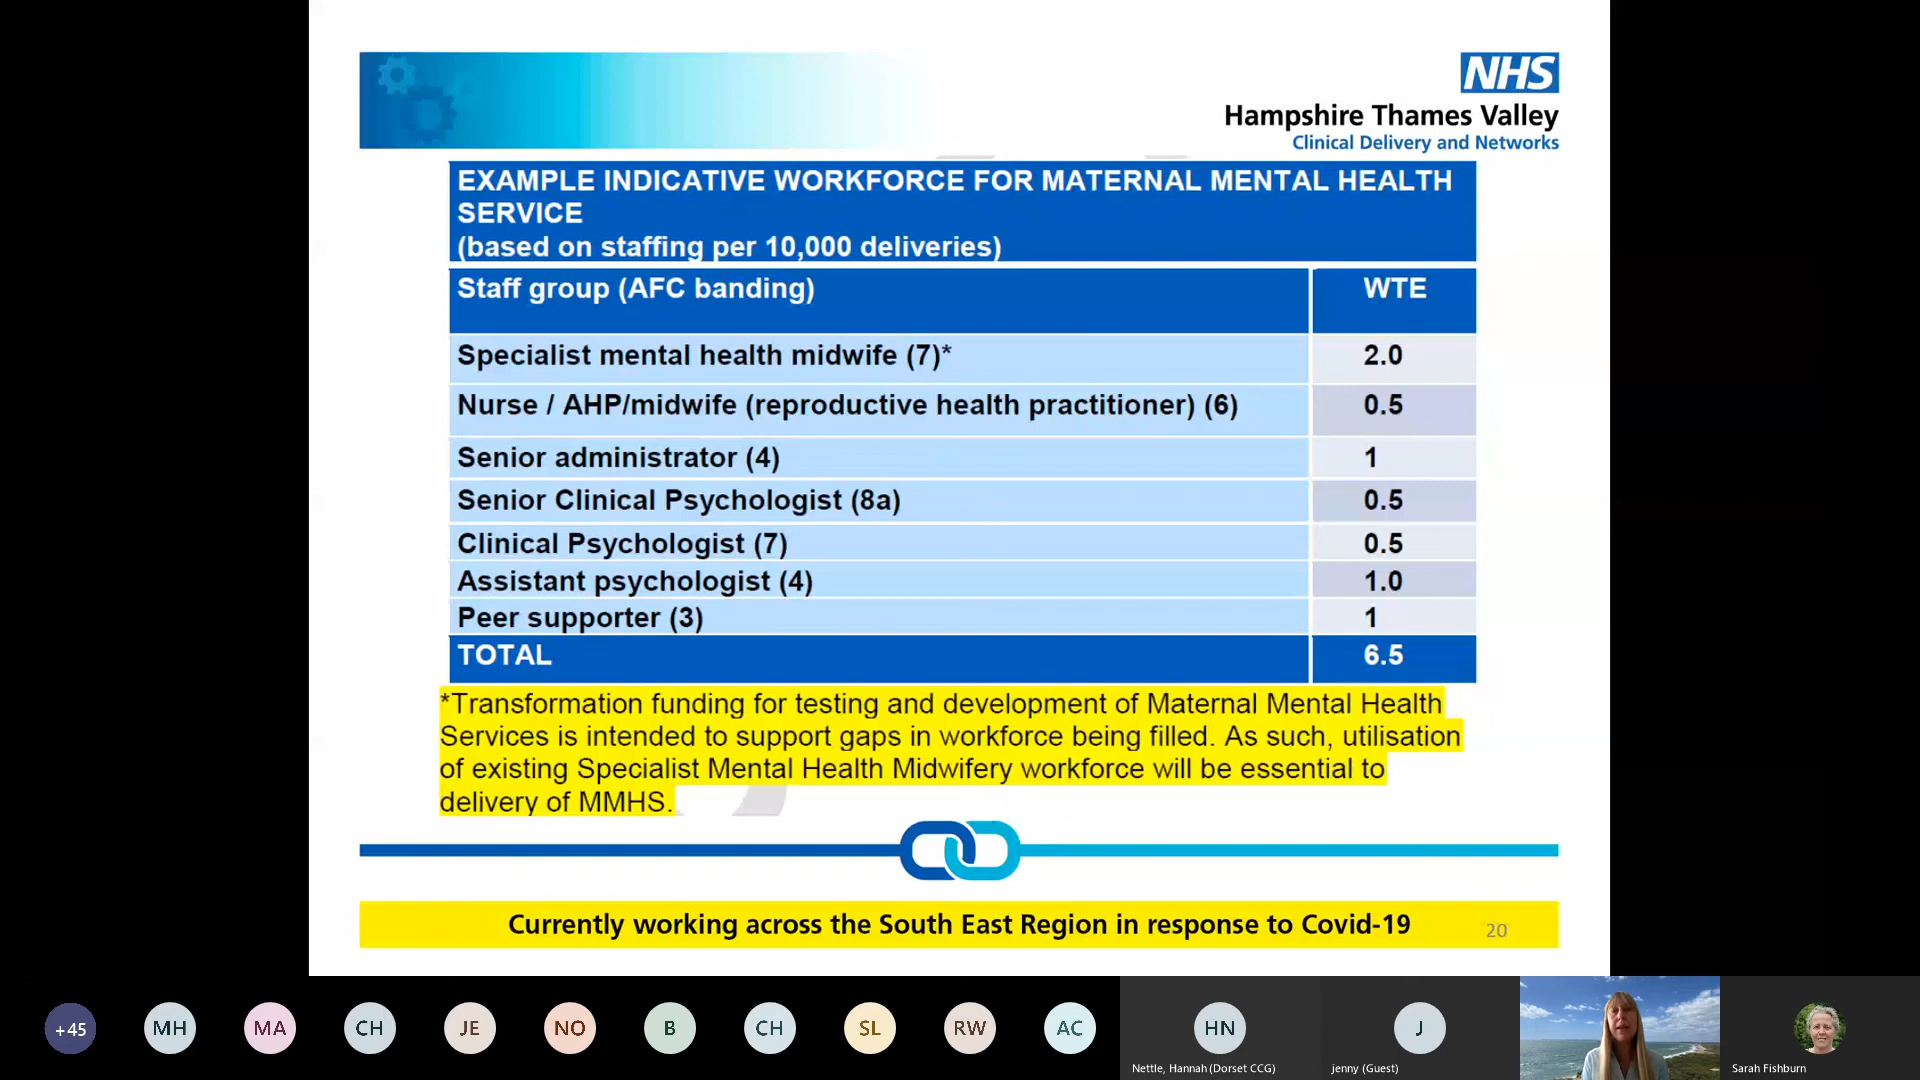 NHS
Hampshire Thames Valley
Clinical Delivery and Networks
EXAMPLE INDICATIVE WORKFORCE FOR MATERNAL MENTAL HEALTH
SERVICE
(based on staffing per 10,000 deliveries)
Staff group (AFC banding) WTE
Specialist mental health midwife (7)* 2.0
Nurse / AHP/midwife (reproductive health practitioner) (6) 0.5
Senior administrator (4) 1
Senior Clinical Psychologist (8a) 0.5
Clinical Psychologist (7) 0.5
Assistant psychologist (4) 1.0
Peer supporter (3) 1
TOTAL 6.5
*Transformation funding for testing and development of Maternal Mental Health
Services is intended to support gaps in workforce being filled. As such, utilisation
of existing Specialist Mental Health Midwifery workforce will be essential to
delivery of MMHS.
Currently working across the South East Region in response to Covid-19 20
+45 MH MA CH JE NO B CH SL RW AC HN J
Nettle, Hannah (Dorset CCG) jenny (Guest) Sarah Fishburn